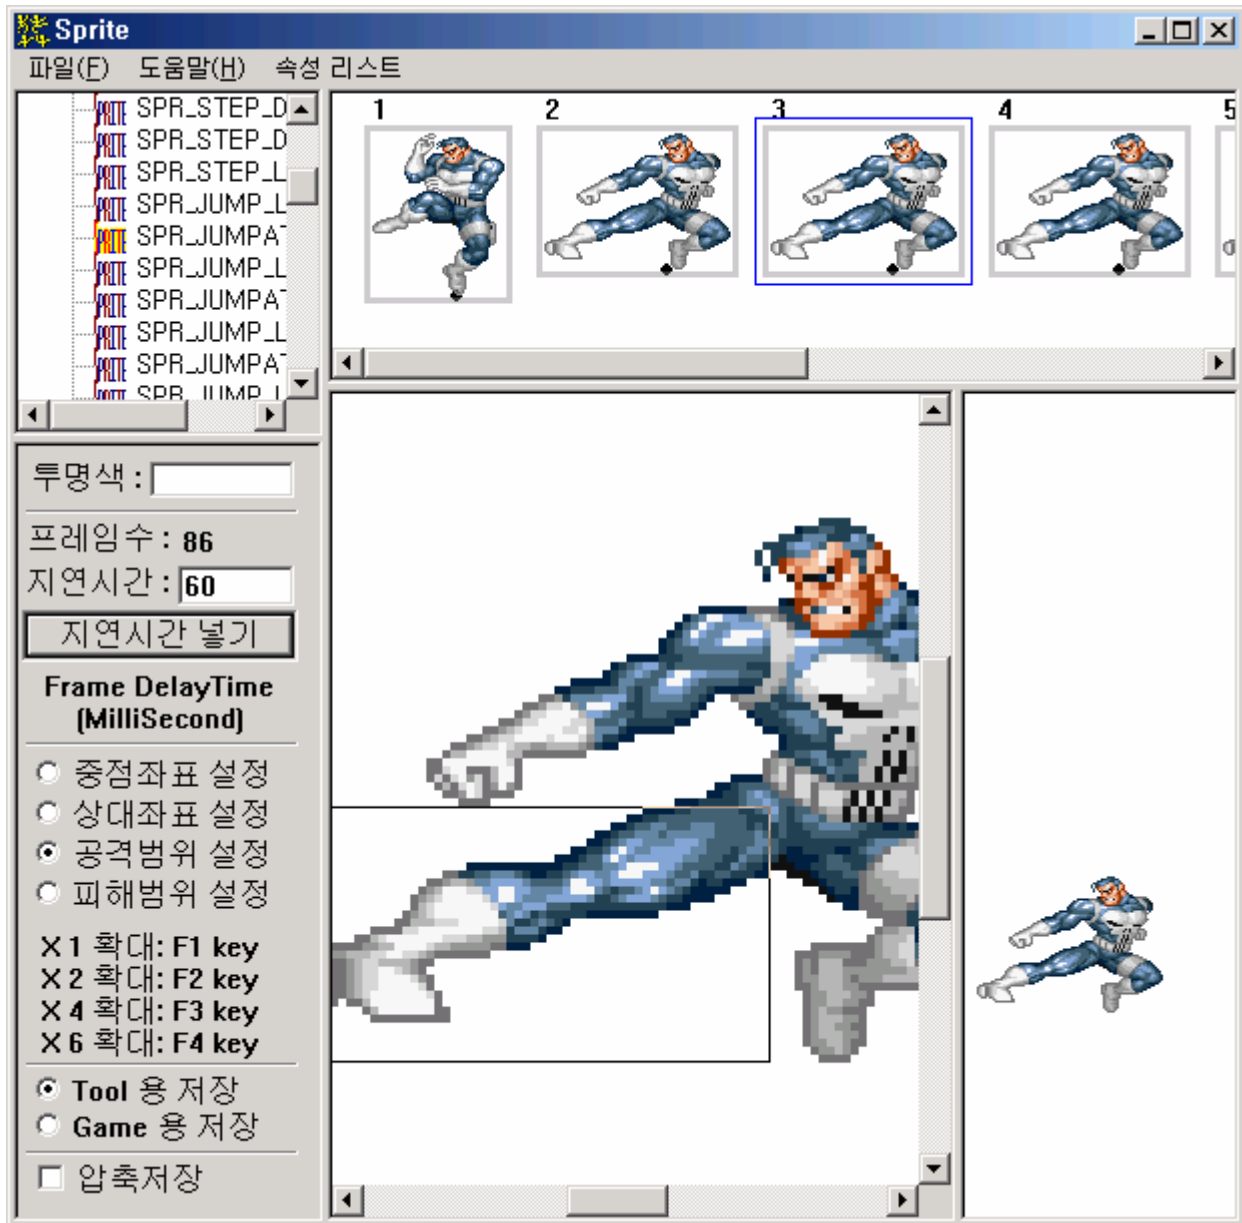 Sprite
파일(F) 도움말(H) 속성 리스트
SPR_STEP_D
SPR_STEP_D
SPR_STEP_L
SPR_JUMP_L
SPR_JUMPAT
SPR_JUMP_L
SPR_JUMPAT
SPR_JUMP_L
SPR_JUMPAT
SPR_JUMP_L
1 2 3 4 5
투명색 :
프레임수 : 86
지연시간 : 60
지연시간 넣기
Frame DelayTime
(MilliSecond)
중점좌표 설정
상대좌표 설정
공격범위 설정
피해범위 설정
X 1 확대: F1 key
X 2 확대: F2 key
X 4 확대: F3 key
X 6 확대: F4 key
Tool 용 저장
Game 용 저장
압축저장